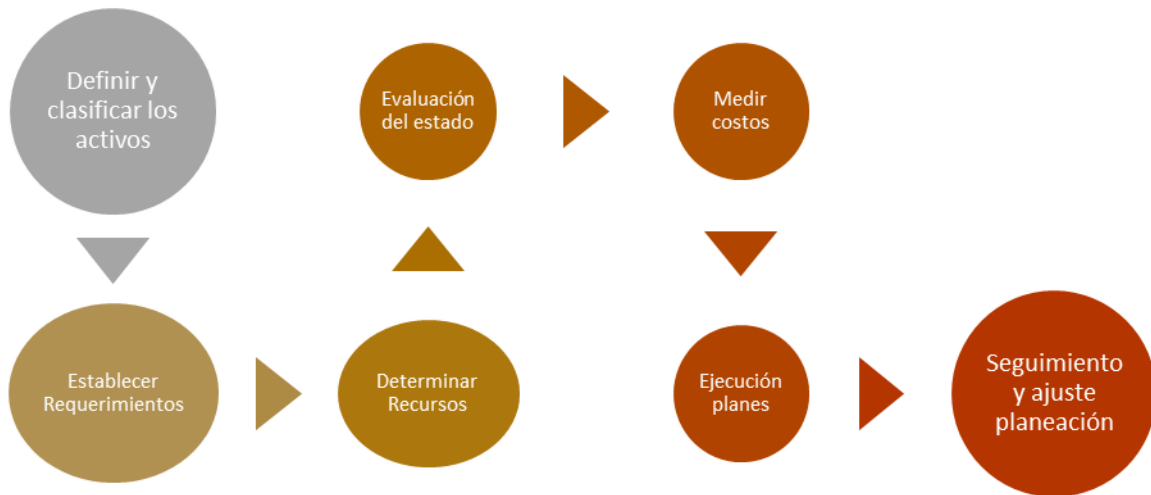 Definir y
clasificar los
activos
Establecer
Requerimientos
Determinar
Recursos
Evaluación
del estado
Medir
costos
Ejecución
planes
Seguimiento
y ajuste
planeación